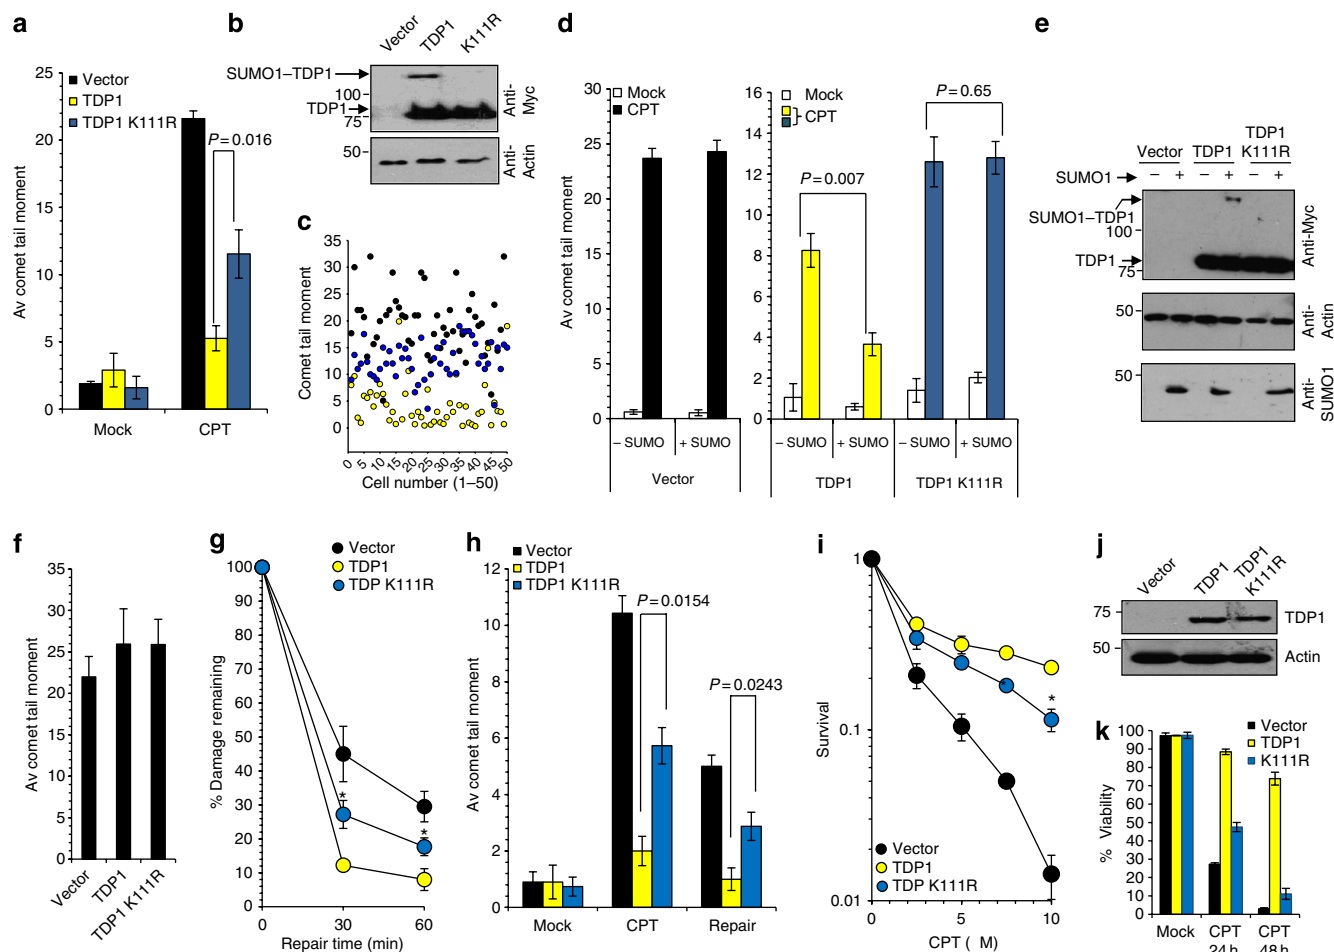 a
Vector
TDP1
TDP1 K111R
P = 0.016
25
20
15
10
5
0
Av comet tail moment
Mock
CPT
b
Vector
TDP1
K111R
SUMO1–TDP1
100
TDP1
75
50
Anti-Myc
Anti-Actin
c
Comet tail moment
35
30
25
20
15
10
5
0
0 5 10 15 20 25 30 35 40 45 50
Cell number (1–50)
d
Av comet tail moment
30
25
20
15
10
5
0
Mock
CPT
– SUMO
+ SUMO
Vector
16
14
12
10
8
6
4
2
0
Mock
CPT
P = 0.007
P = 0.65
– SUMO
+ SUMO
– SUMO
+ SUMO
TDP1
TDP1 K111R
e
Vector
TDP1
TDP1 K111R
SUMO1
– + – + – +
SUMO1–TDP1
100
TDP1
75
50
50
Anti-Myc
Anti-Actin
Anti-SUMO1
f
Av comet tail moment
35
30
25
20
15
10
5
0
Vector
TDP1
TDP1 K111R
g
Vector
TDP1
TDP K111R
% Damage remaining
100
90
80
70
60
50
40
30
20
10
0
*
*
0 30 60
Repair time (min)
h
Vector
TDP1
TDP1 K111R
Av comet tail moment
12
10
8
6
4
2
0
P = 0.0154
P = 0.0243
Mock
CPT
Repair
i
Survival
1
0.1
0.01
*
Vector
TDP1
TDP K111R
0 5 10
CPT ( M)
j
Vector
TDP1
TDP1 K111R
75
50
TDP1
Actin
k
Vector
TDP1
K111R
% Viability
100
90
80
70
60
50
40
30
20
10
0
Mock
CPT 24 h
CPT 48 h